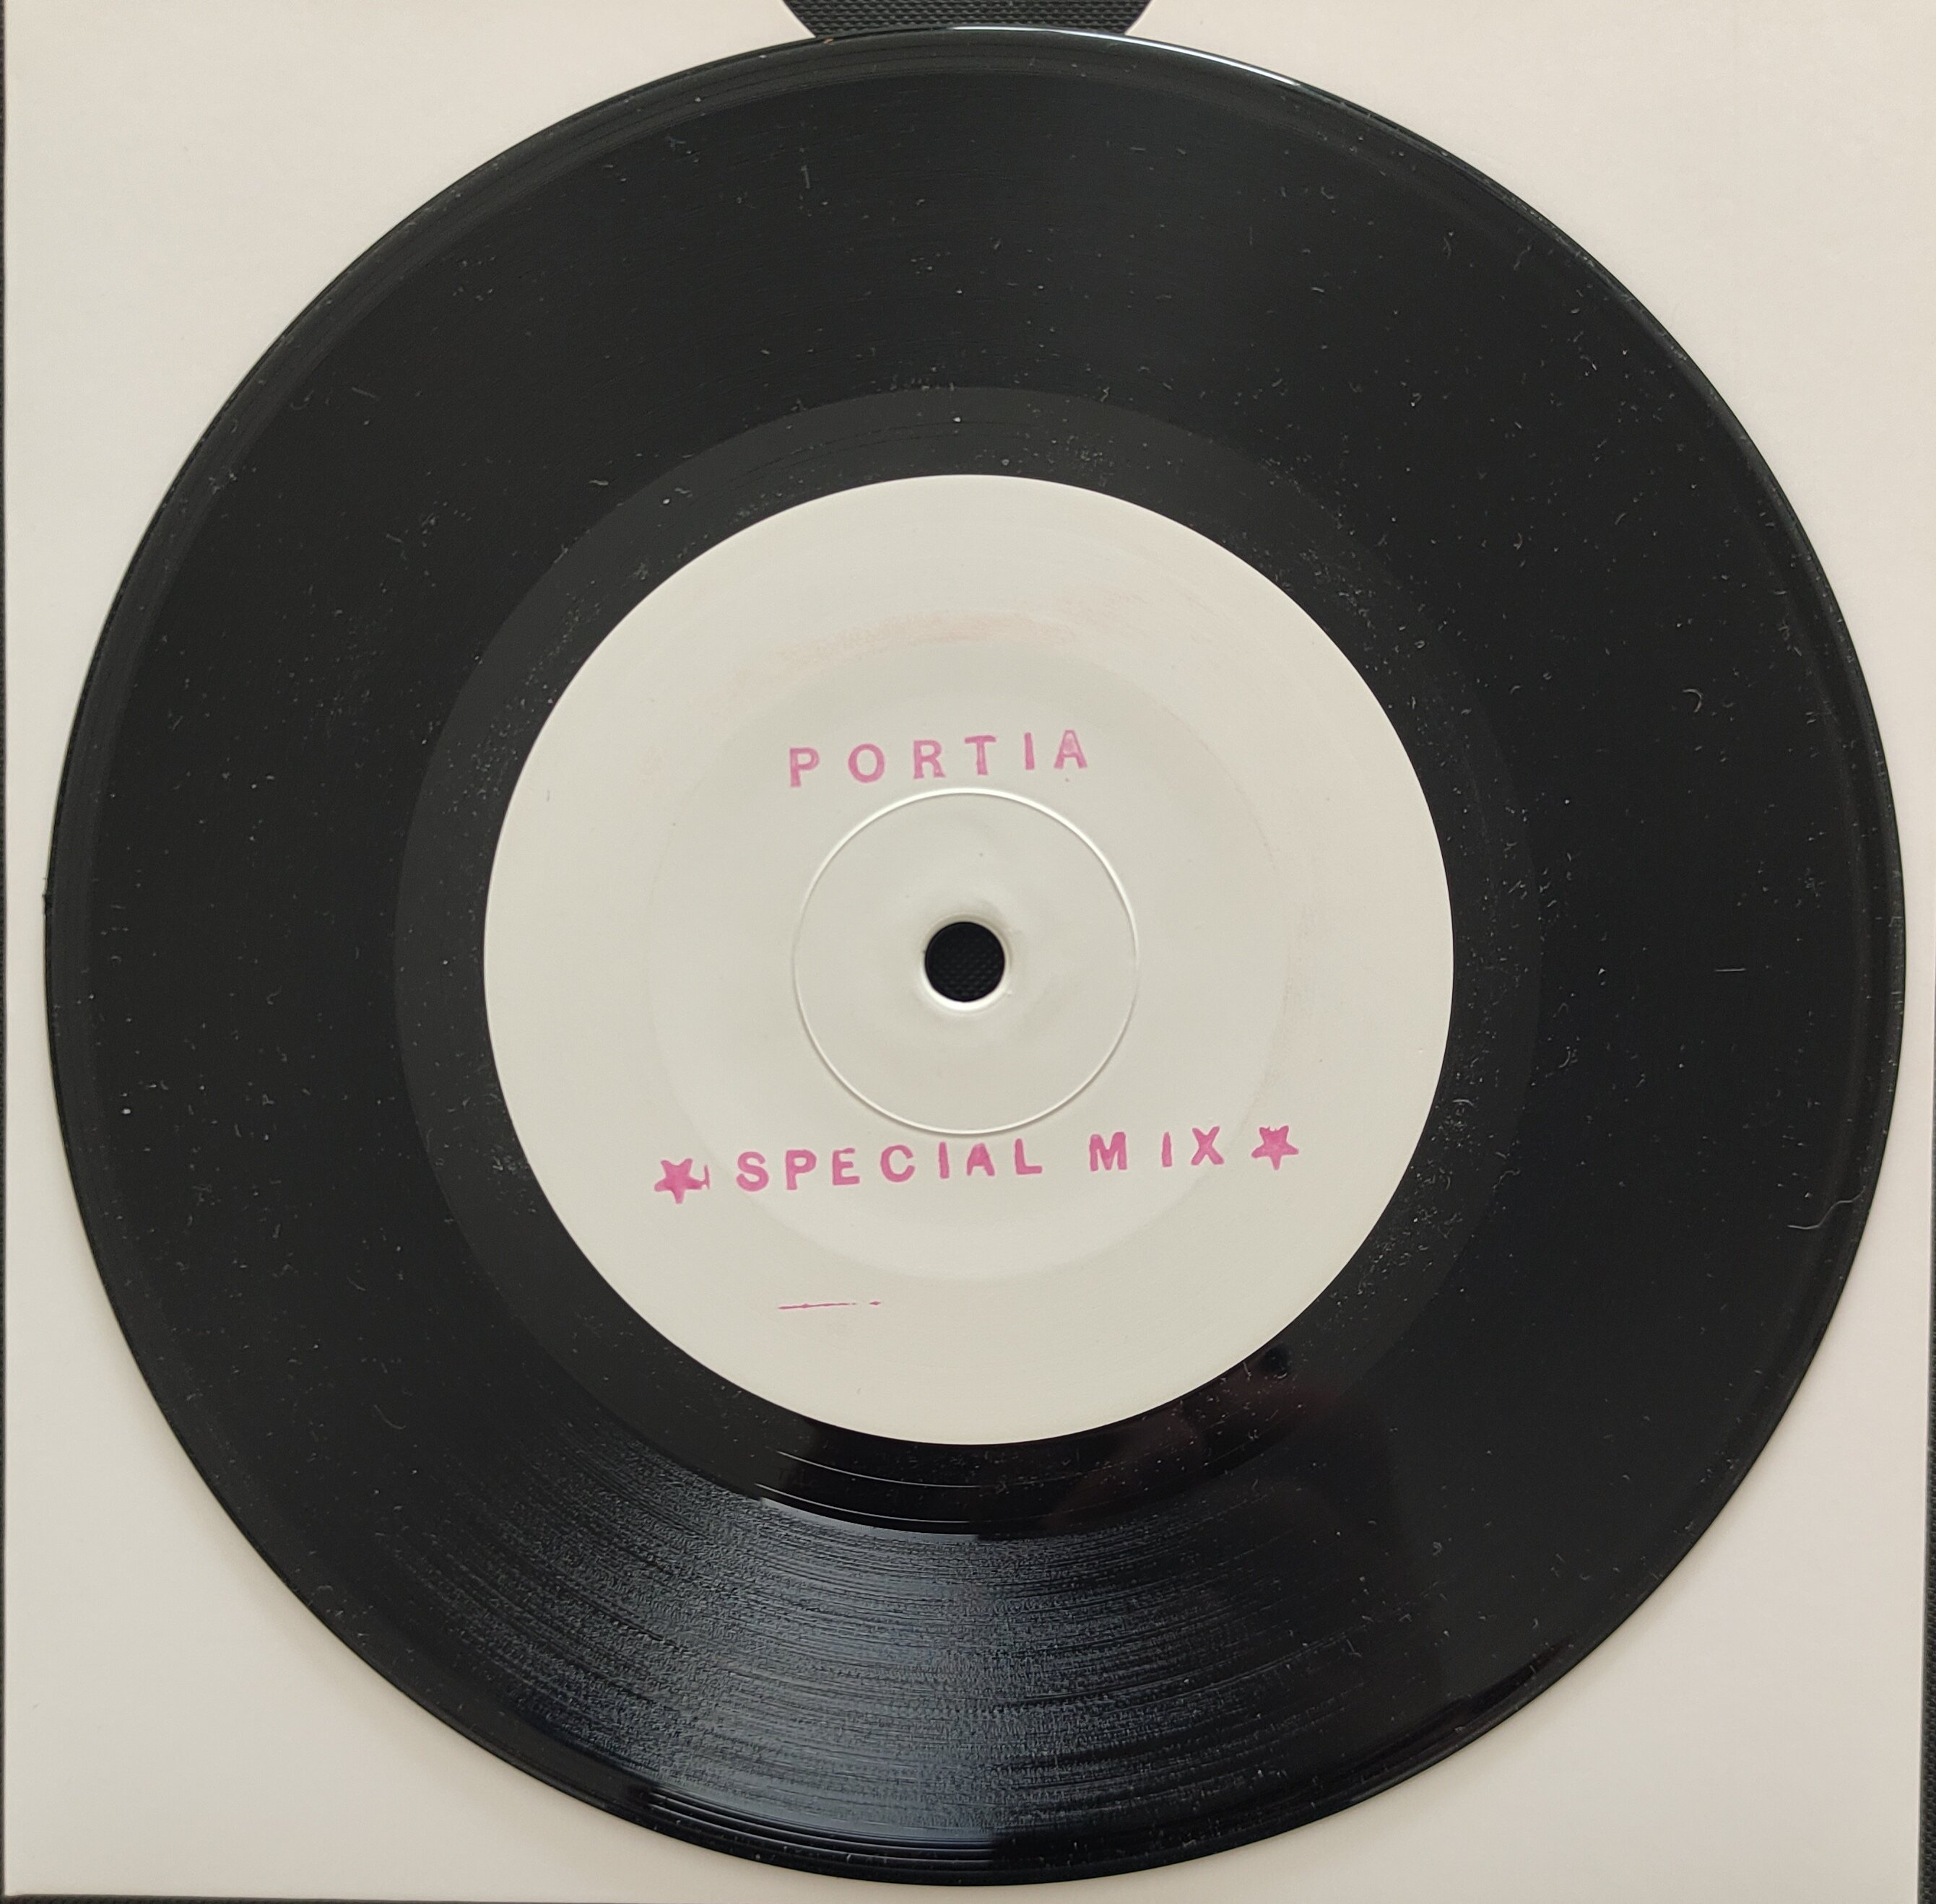 PORTIA
★ SPECIAL MIX ★